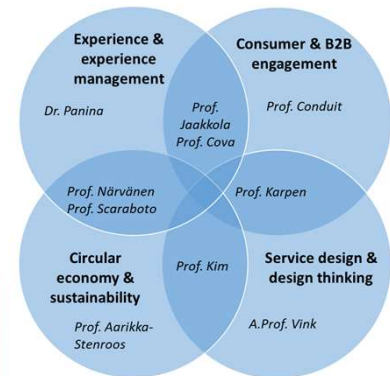 Experience &
experience
management
Dr. Panina
Prof.
Jaakkola
Prof. Cova
Consumer & B2B
engagement
Prof. Conduit
Prof. Närvänen
Prof. Scaraboto
Prof. Karpen
Circular
economy &
sustainability
Prof. Aarikka-
Stenroos
Prof. Kim
Service design &
design thinking
A.Prof. Vink